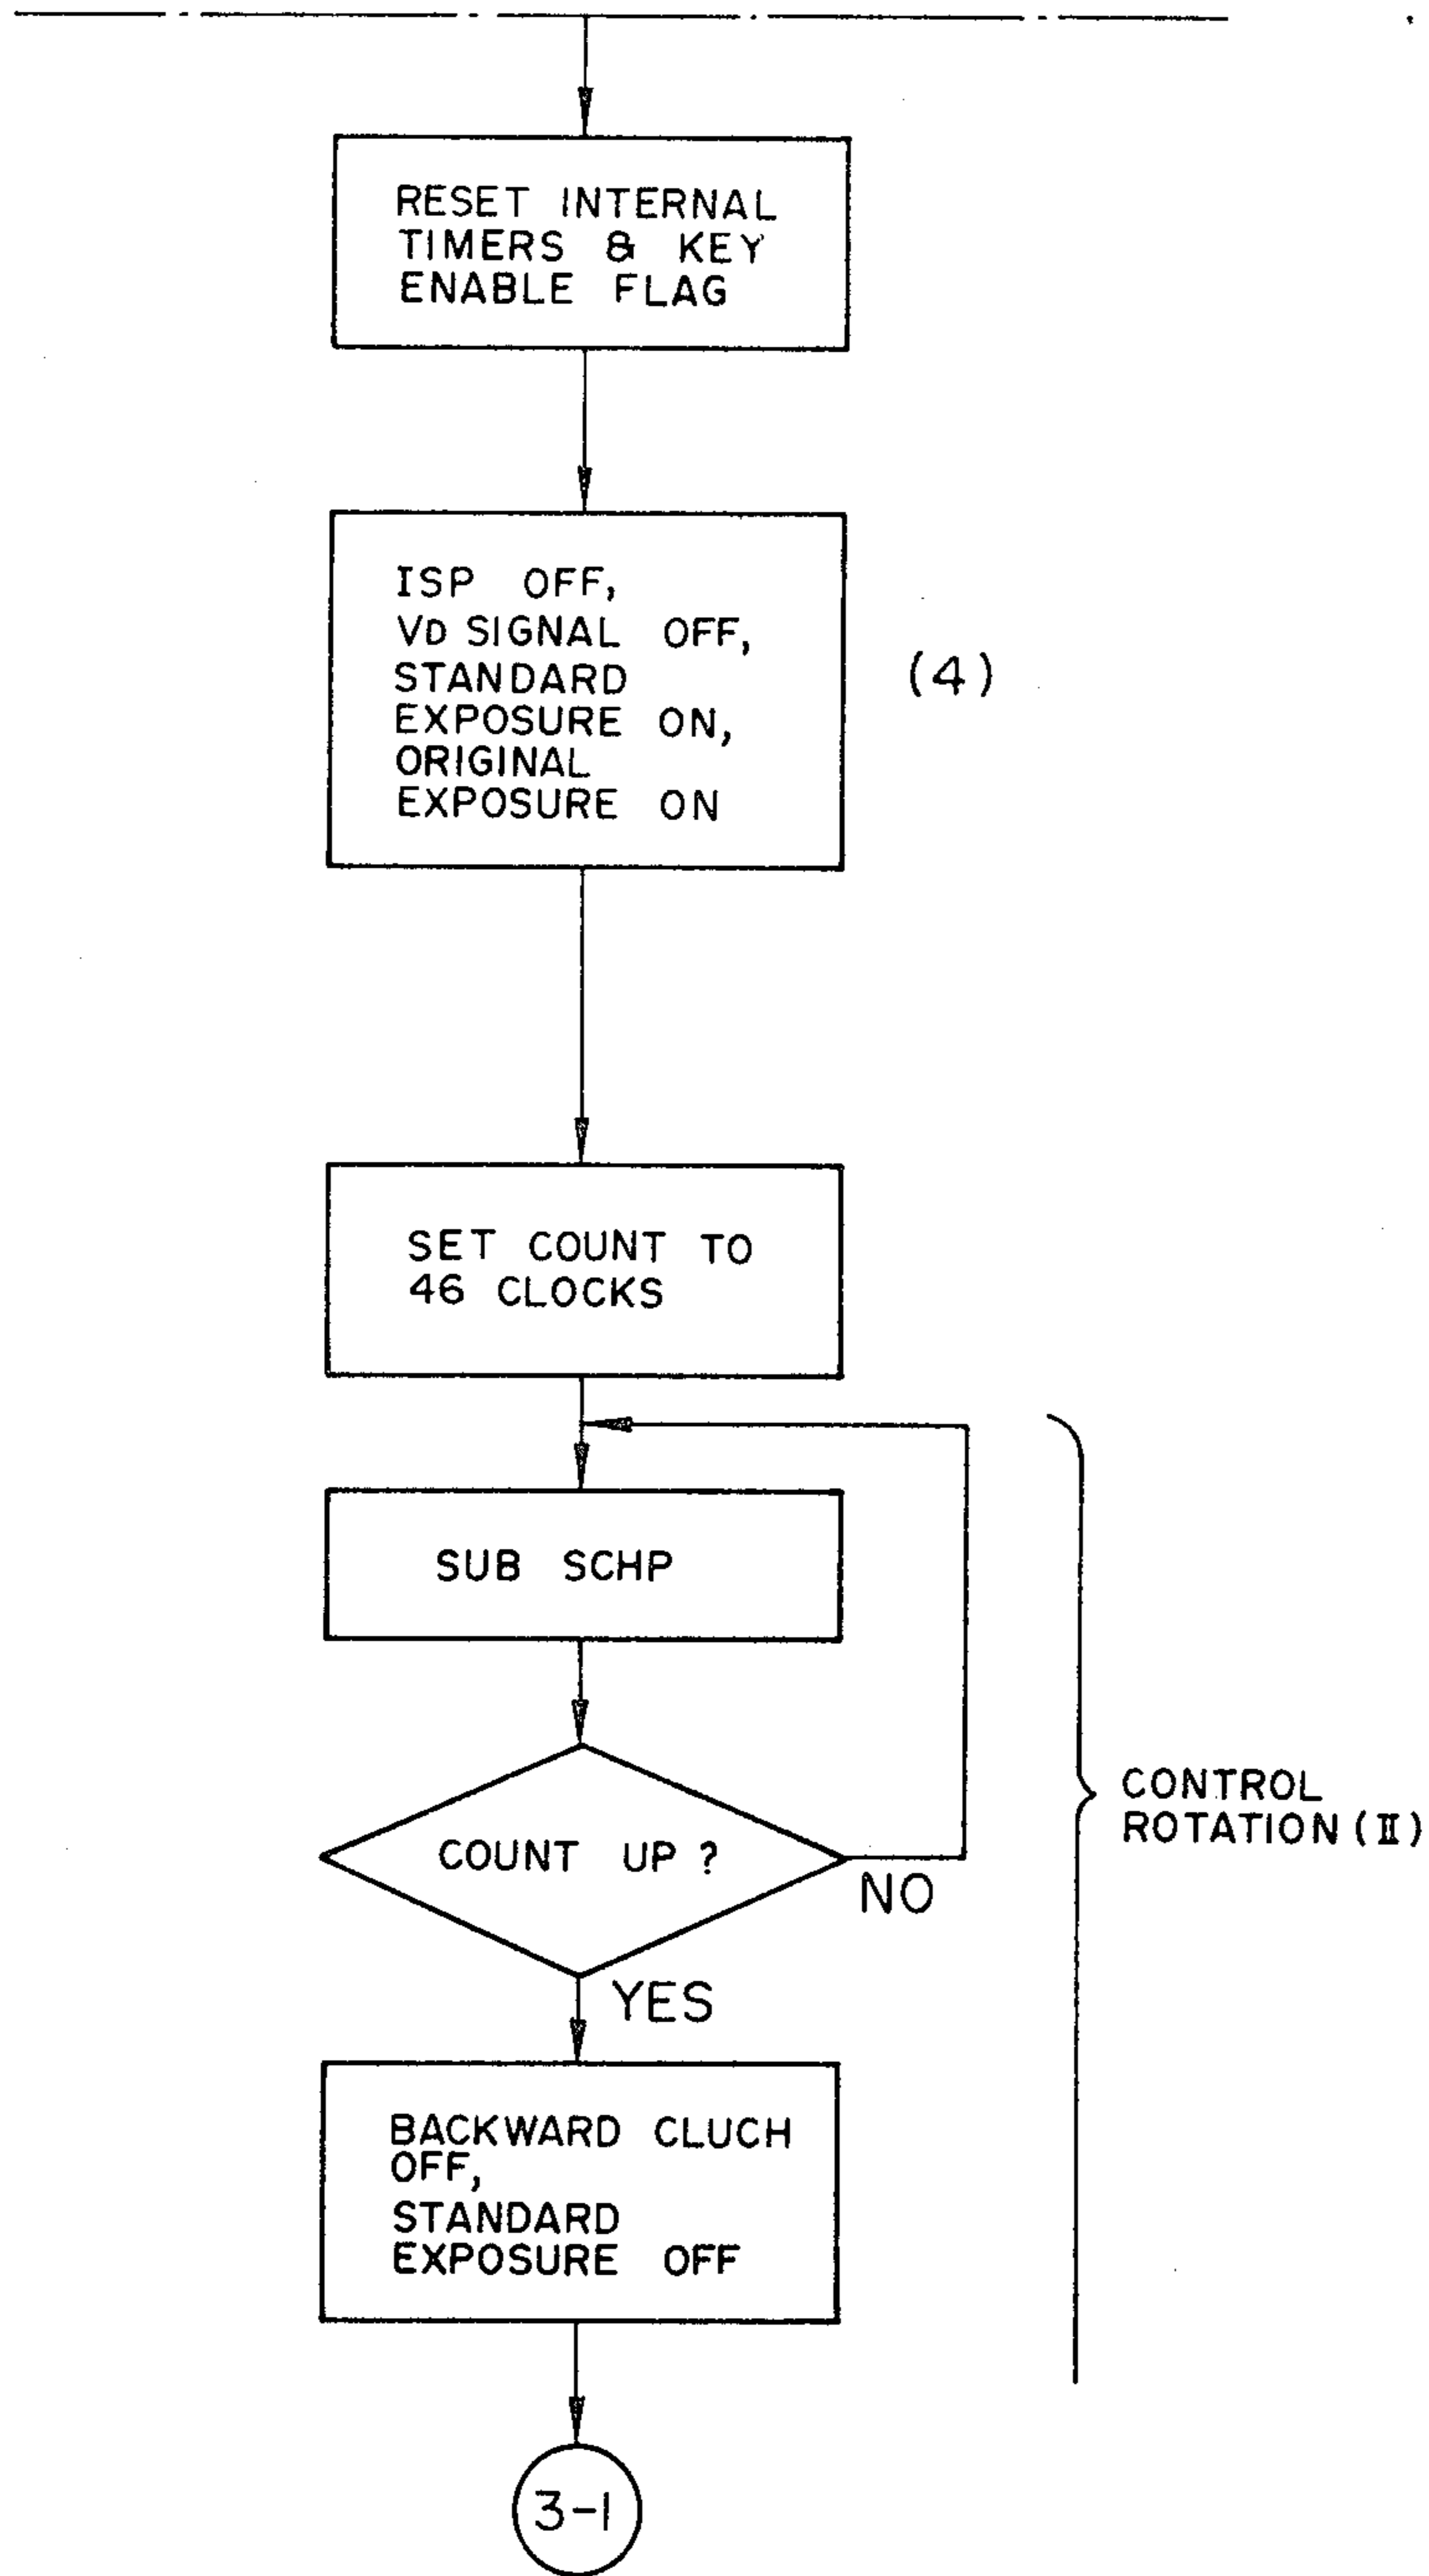 RESET INTERNAL
TIMERS & KEY
ENABLE FLAG
ISP OFF,
VD SIGNAL OFF,
STANDARD
EXPOSURE ON,
ORIGINAL
EXPOSURE ON
(4)
SET COUNT TO
46 CLOCKS
SUB SCHP
COUNT UP ?
NO
YES
CONTROL
ROTATION (II)
BACKWARD CLUCH
OFF,
STANDARD
EXPOSURE OFF
3-1